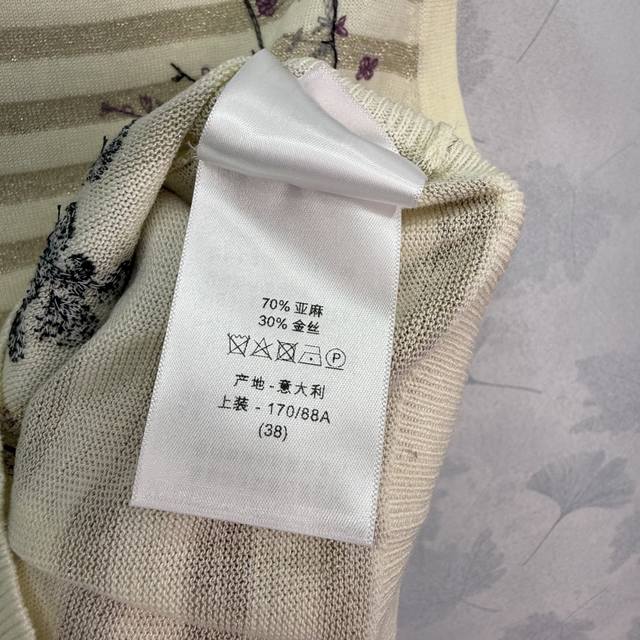 70% 亚麻
30% 金丝
产地 - 意大利
上装 - 170/88A
(38)